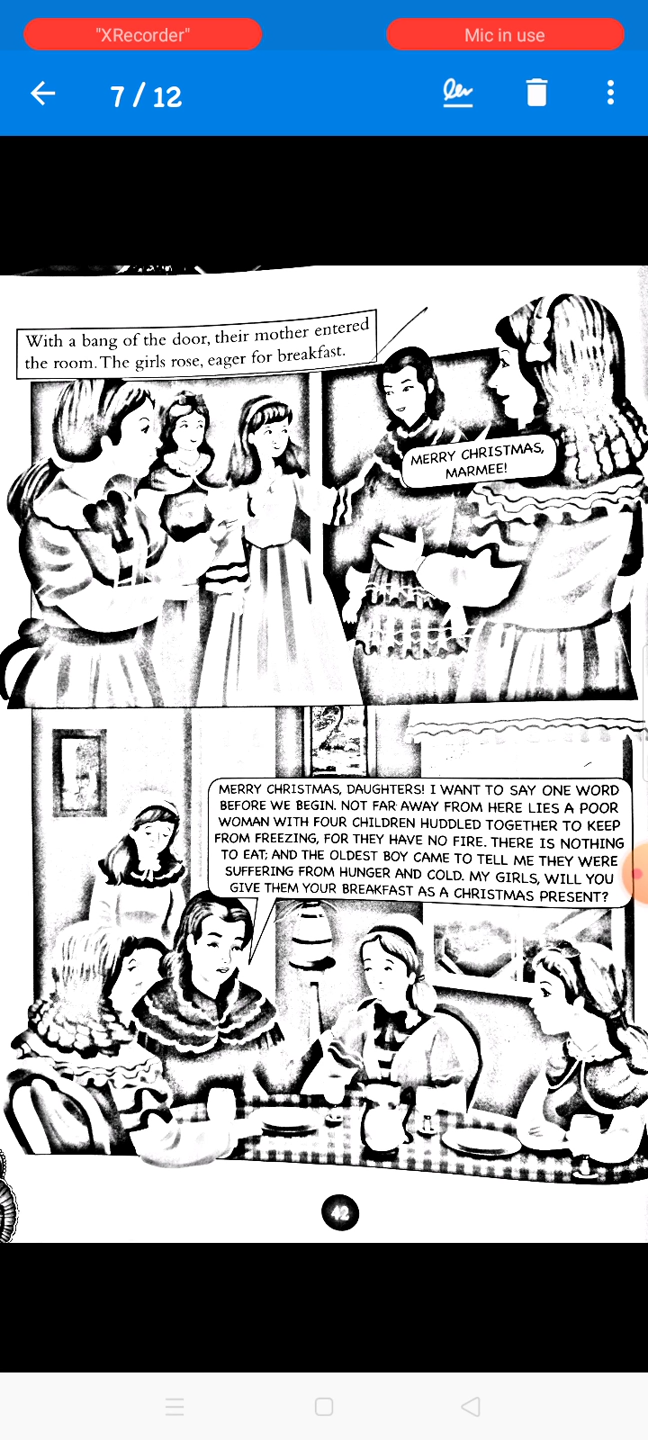 "XRecorder"
Mic in use
7 / 12
With a bang of the door, their mother entered
the room. The girls rose, eager for breakfast.
MERRY CHRISTMAS,
MARMEE!
MERRY CHRISTMAS, DAUGHTERS! I WANT TO SAY ONE WORD
BEFORE WE BEGIN. NOT FAR AWAY FROM HERE LIES A POOR
WOMAN WITH FOUR CHILDREN HUDDLED TOGETHER TO KEEP
FROM FREEZING, FOR THEY HAVE NO FIRE. THERE IS NOTHING
TO EAT; AND THE OLDEST BOY CAME TO TELL ME THEY WERE
SUFFERING FROM HUNGER AND COLD. MY GIRLS, WILL YOU
GIVE THEM YOUR BREAKFAST AS A CHRISTMAS PRESENT?
42